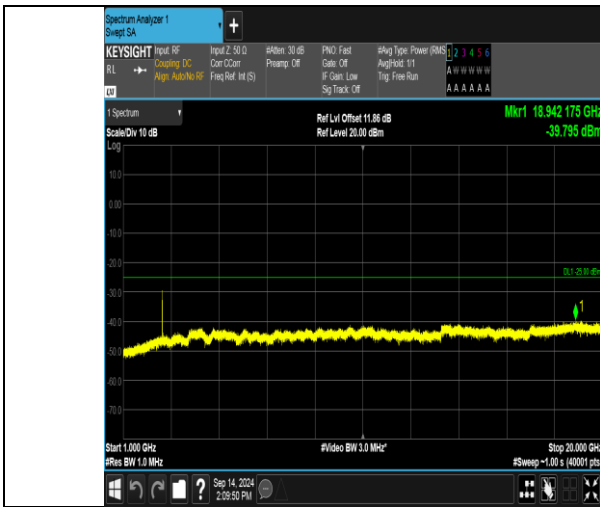 Spectrum Analyzer 1
Swept SA
+
KEYSIGHT Input: RF Input Z: 50 Ω #Atten: 30 dB PNO: Fast #Avg Type: Power (RMS 1 2 3 4 5 6
RL Coupling: DC Corr CCorr Preamp: Off Gate: Off Avg|Hold: 1/1 A W W W W W
Align: Auto/No RF Freq Ref: Int (S) IF Gain: Low Trig: Free Run
LXI Sig Track: Off A A A A A A
1 Spectrum Ref Lvl Offset 11.86 dB Mkr1 18.942 175 GHz
Scale/Div 10 dB Ref Level 20.00 dBm -39.795 dBm
Log
10.0
0.00
-10.0
-20.0
DL1 -25.00 dBm
-30.0
1
-40.0
-50.0
-60.0
-70.0
Start 1.000 GHz #Video BW 3.0 MHz* Stop 20.000 GHz
#Res BW 1.0 MHz #Sweep ~1.00 s (40001 pts
? Sep 14, 2024
2:09:50 PM